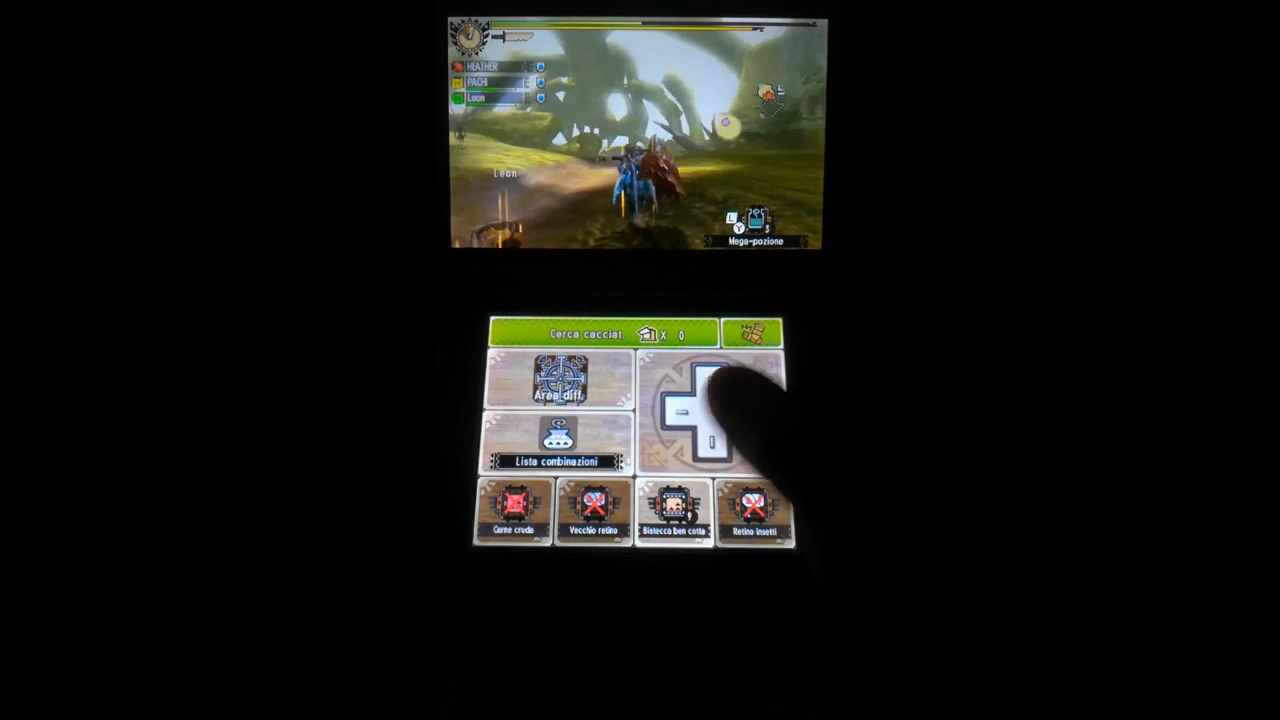 HEATHER
PACHI
Leon
Leon
L
Y
3
Mega-pozione
Cerca cacciat. X 0
Area diff.
Lista combinazioni
Carne cruda
Vecchio retino
Bistecca ben cotta
Retino insetti